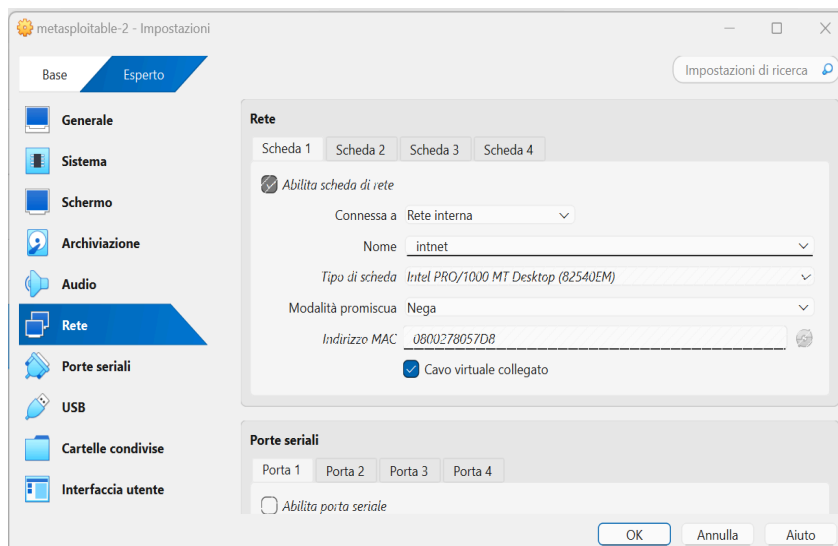 metasploitable-2 - Impostazioni
Base
Esperto
Impostazioni di ricerca
Generale
Sistema
Schermo
Archiviazione
Audio
Rete
Porte seriali
USB
Cartelle condivise
Interfaccia utente
Rete
Scheda 1
Scheda 2
Scheda 3
Scheda 4
Abilita scheda di rete
Connessa a Rete interna
Nome intnet
Tipo di scheda Intel PRO/1000 MT Desktop (82540EM)
Modalità promiscua Nega
Indirizzo MAC 0800278057D8
Cavo virtuale collegato
Porte seriali
Porta 1
Porta 2
Porta 3
Porta 4
Abilita porta seriale
OK
Annulla
Aiuto